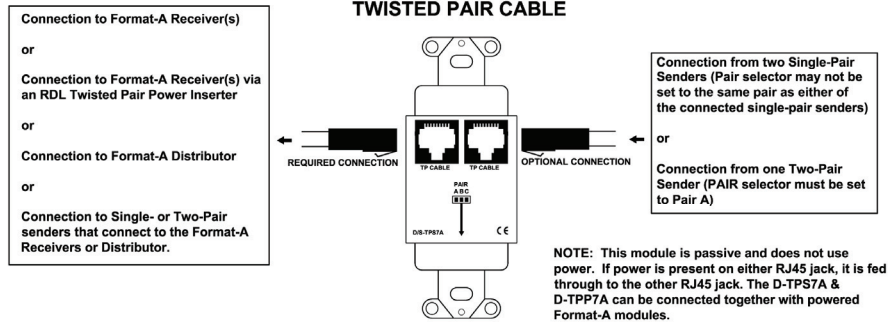 TWISTED PAIR CABLE
Connection to Format-A Receiver(s)
or
Connection to Format-A Receiver(s) via
an RDL Twisted Pair Power Inserter
or
Connection to Format-A Distributor
or
Connection to Single- or Two-Pair
senders that connect to the Format-A
Receivers or Distributor.
REQUIRED CONNECTION
TP CABLE
TP CABLE
PAIR
A B C
D/S-TPS7A
CE
OPTIONAL CONNECTION
Connection from two Single-Pair
Senders (Pair selector may not be
set to the same pair as either of
the connected single-pair senders)
or
Connection from one Two-Pair
Sender (PAIR selector must be set
to Pair A)
NOTE: This module is passive and does not use
power. If power is present on either RJ45 jack, it is fed
through to the other RJ45 jack. The D-TPS7A &
D-TPP7A can be connected together with powered
Format-A modules.